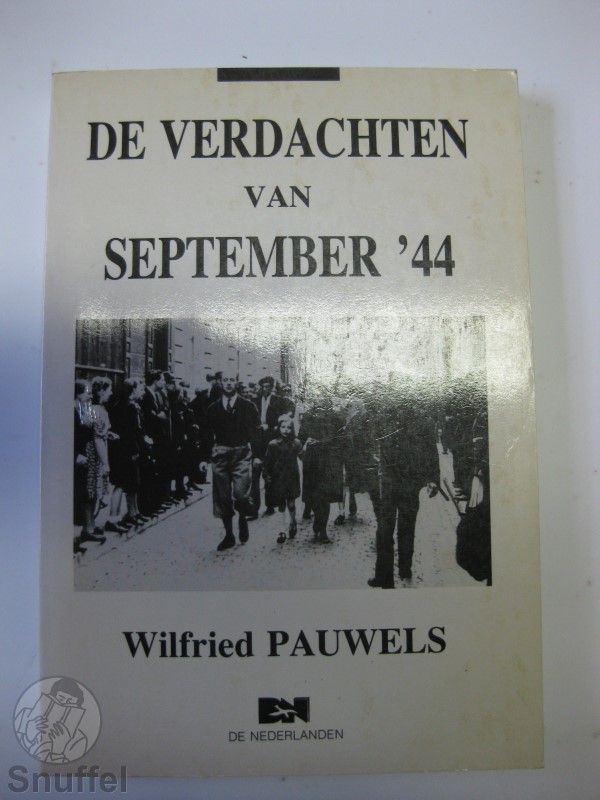 DE VERDACHTEN
VAN
SEPTEMBER ’44
Wilfried PAUWELS
DN
DE NEDERLANDEN
Snuffel